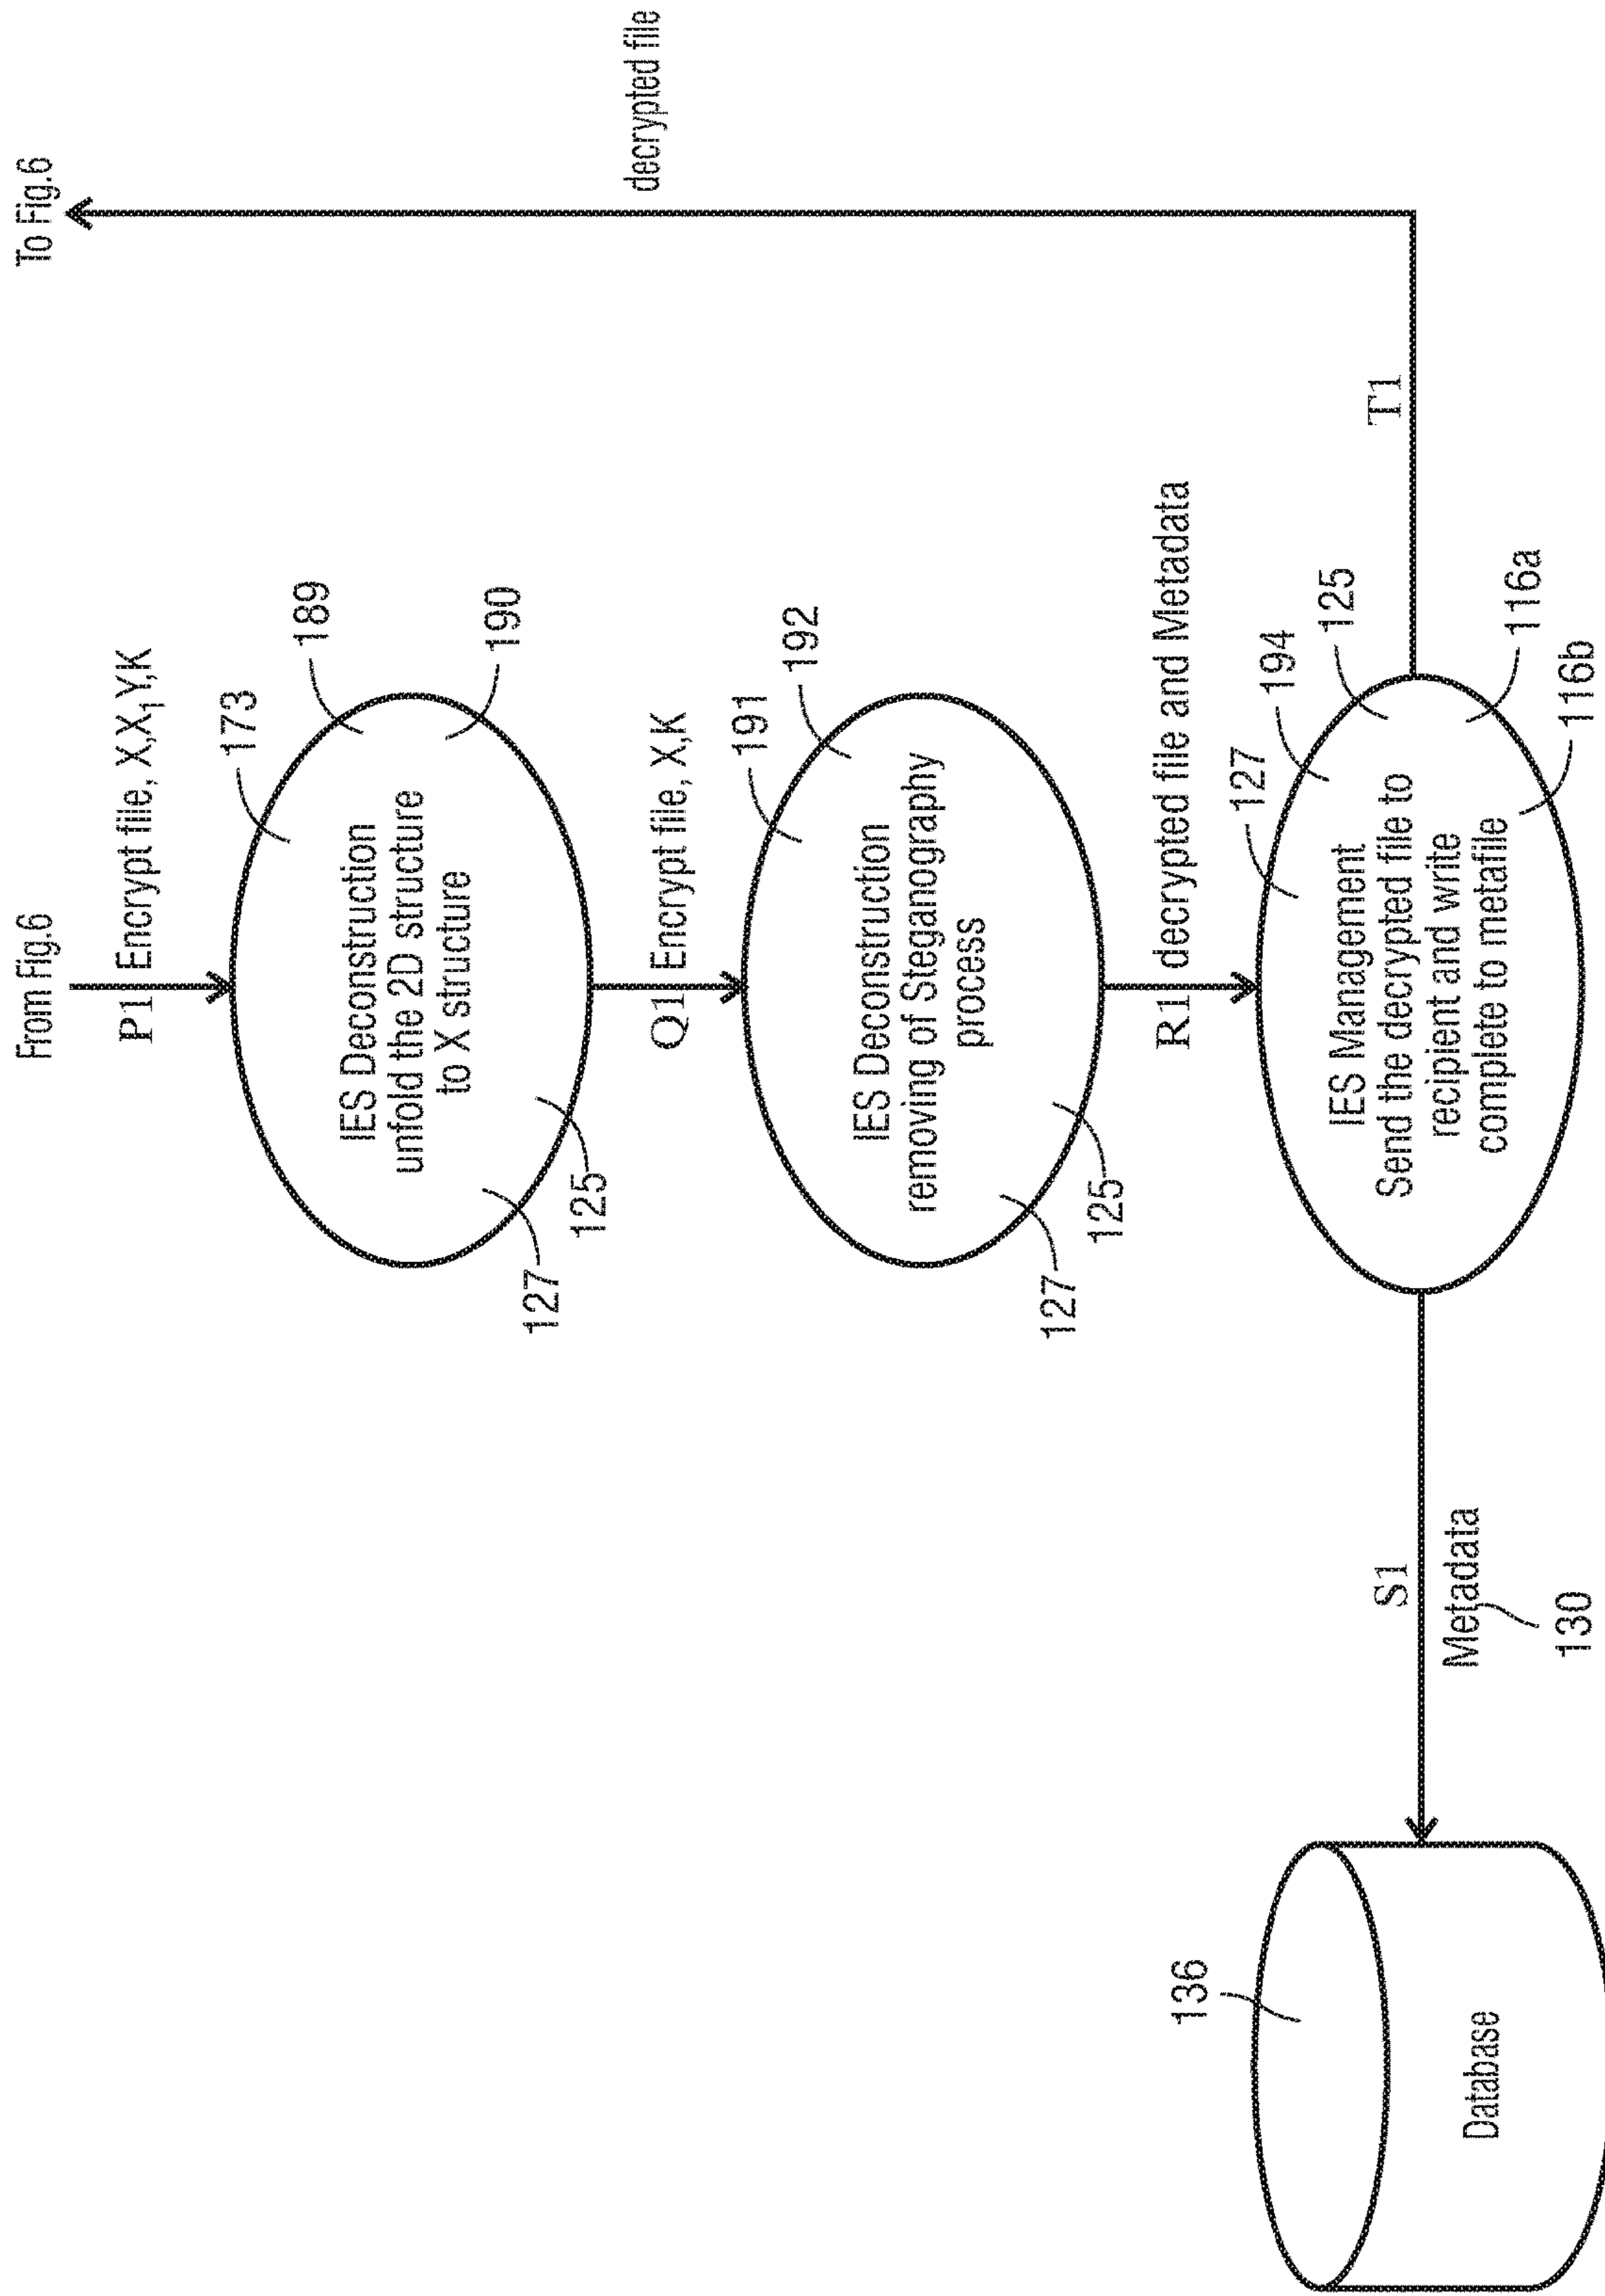 From Fig.6
To Fig.6
P1
Encrypt file, X,X1,Y,K
173
189
190
IES Deconstruction
unfold the 2D structure
to X structure
127
125
decrypted file
Q1
Encrypt file, X,K
191
192
IES Deconstruction
removing of Steganography
process
127
125
R1
decrypted file and Metadata
127
194
125
116a
116b
IES Management
Send the decrypted file to
recipient and write
complete to metafile
T1
S1
Metadata
130
136
Database